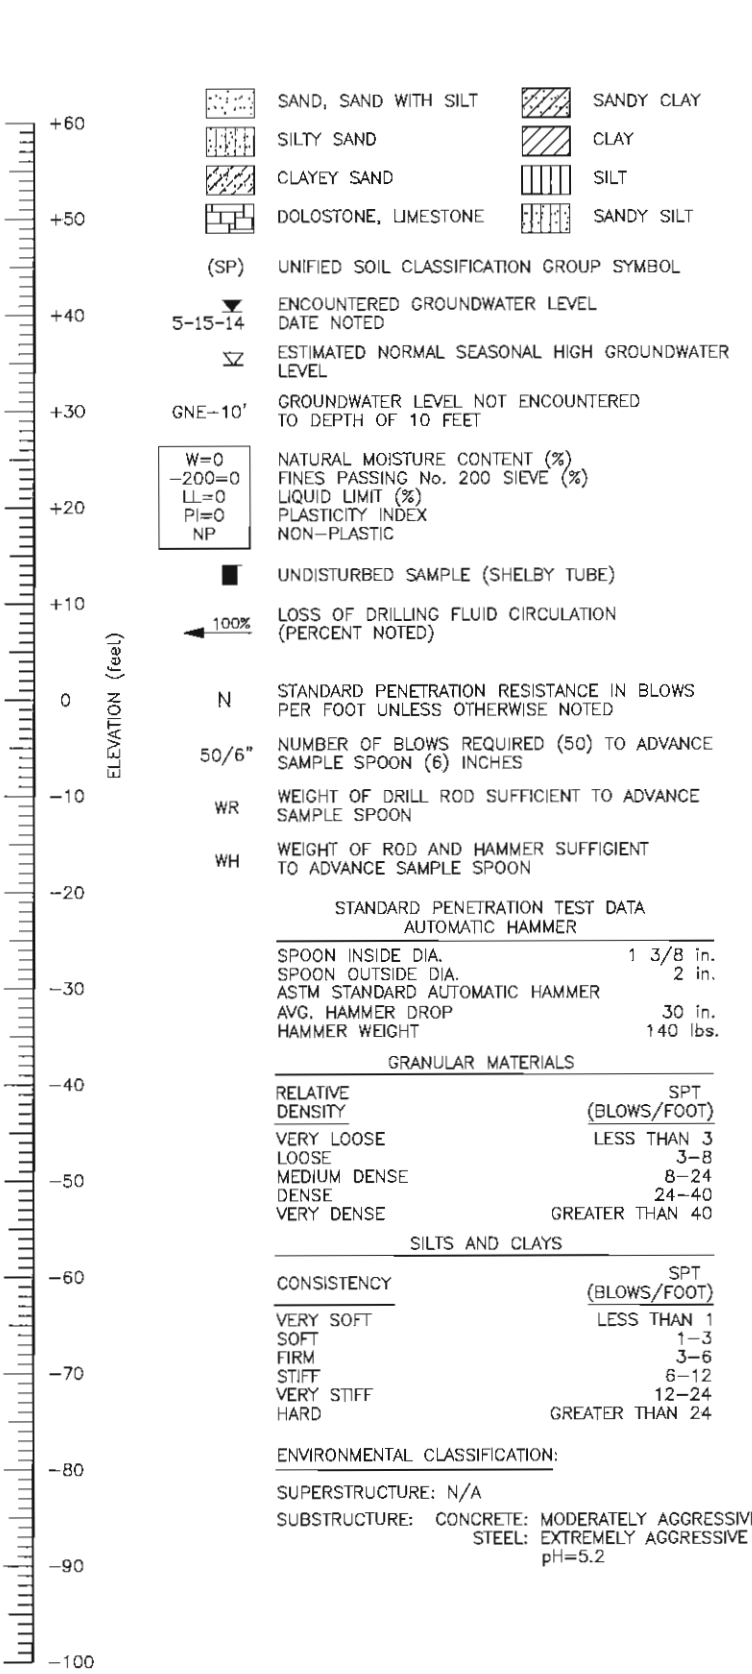 +60
+50
+40
+30
+20
+10
0
-10
-20
-30
-40
-50
-60
-70
-80
-90
-100
ELEVATION (feet)
SAND, SAND WITH SILT
SANDY CLAY
SILTY SAND
CLAY
CLAYEY SAND
SILT
DOLOSTONE, LIMESTONE
SANDY SILT
(SP) UNIFIED SOIL CLASSIFICATION GROUP SYMBOL
ENCOUNTERED GROUNDWATER LEVEL
5-15-14 DATE NOTED
ESTIMATED NORMAL SEASONAL HIGH GROUNDWATER
LEVEL
GNE-10' GROUNDWATER LEVEL NOT ENCOUNTERED
TO DEPTH OF 10 FEET
W=0 NATURAL MOISTURE CONTENT (%)
-200=0 FINES PASSING No. 200 SIEVE (%)
LL=0 LIQUID LIMIT (%)
PI=0 PLASTICITY INDEX
NP NON-PLASTIC
UNDISTURBED SAMPLE (SHELBY TUBE)
100% LOSS OF DRILLING FLUID CIRCULATION
(PERCENT NOTED)
N STANDARD PENETRATION RESISTANCE IN BLOWS
PER FOOT UNLESS OTHERWISE NOTED
50/6" NUMBER OF BLOWS REQUIRED (50) TO ADVANCE
SAMPLE SPOON (6) INCHES
WR WEIGHT OF DRILL ROD SUFFICIENT TO ADVANCE
SAMPLE SPOON
WH WEIGHT OF ROD AND HAMMER SUFFICIENT
TO ADVANCE SAMPLE SPOON
STANDARD PENETRATION TEST DATA
AUTOMATIC HAMMER
SPOON INSIDE DIA. 1 3/8 in.
SPOON OUTSIDE DIA. 2 in.
ASTM STANDARD AUTOMATIC HAMMER
AVG. HAMMER DROP 30 in.
HAMMER WEIGHT 140 lbs.
GRANULAR MATERIALS
RELATIVE SPT
DENSITY (BLOWS/FOOT)
VERY LOOSE LESS THAN 3
LOOSE 3-8
MEDIUM DENSE 8-24
DENSE 24-40
VERY DENSE GREATER THAN 40
SILTS AND CLAYS
CONSISTENCY SPT
(BLOWS/FOOT)
VERY SOFT LESS THAN 1
SOFT 1-3
FIRM 3-6
STIFF 6-12
VERY STIFF 12-24
HARD GREATER THAN 24
ENVIRONMENTAL CLASSIFICATION:
SUPERSTRUCTURE: N/A
SUBSTRUCTURE: CONCRETE: MODERATELY AGGRESSIVE
STEEL: EXTREMELY AGGRESSIVE
pH=5.2